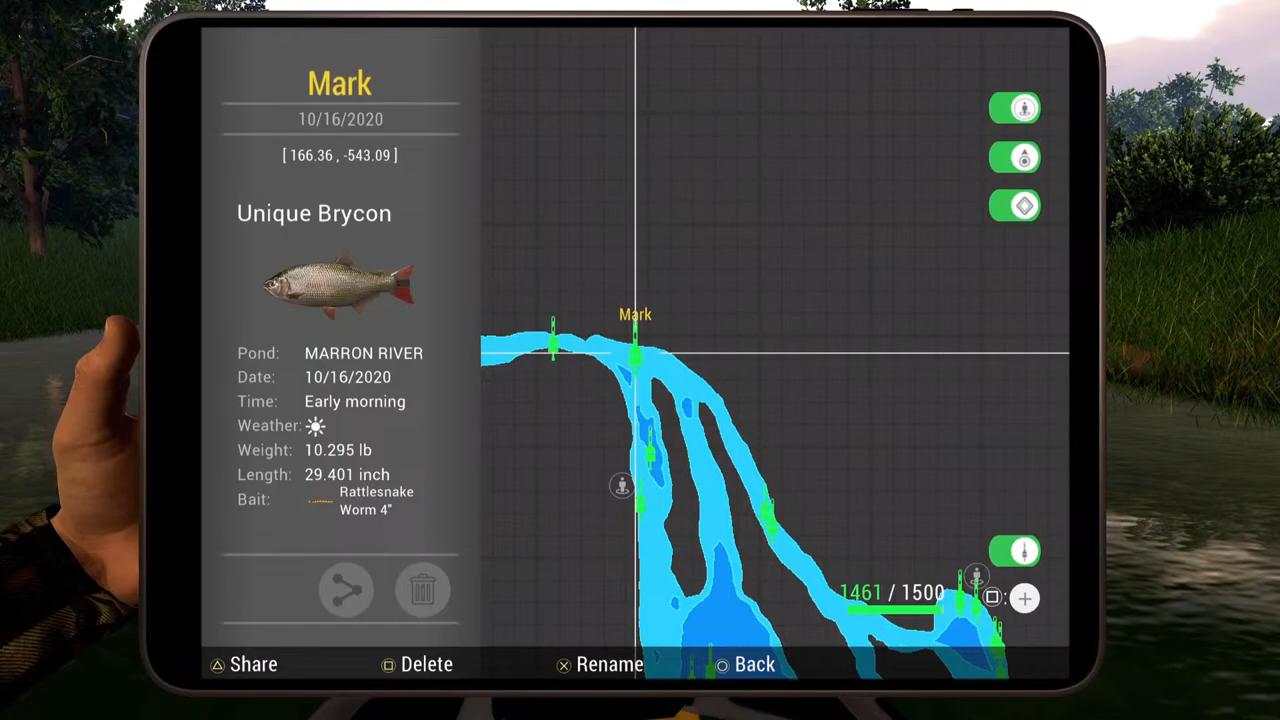 Mark
10/16/2020
[ 166.36 , -543.09 ]
Unique Brycon
Pond: MARRON RIVER
Date: 10/16/2020
Time: Early morning
Weather:
Weight: 10.295 lb
Length: 29.401 inch
Bait: Rattlesnake
Worm 4"
Mark
1461 / 1500
:
Share
Delete
Rename
Back